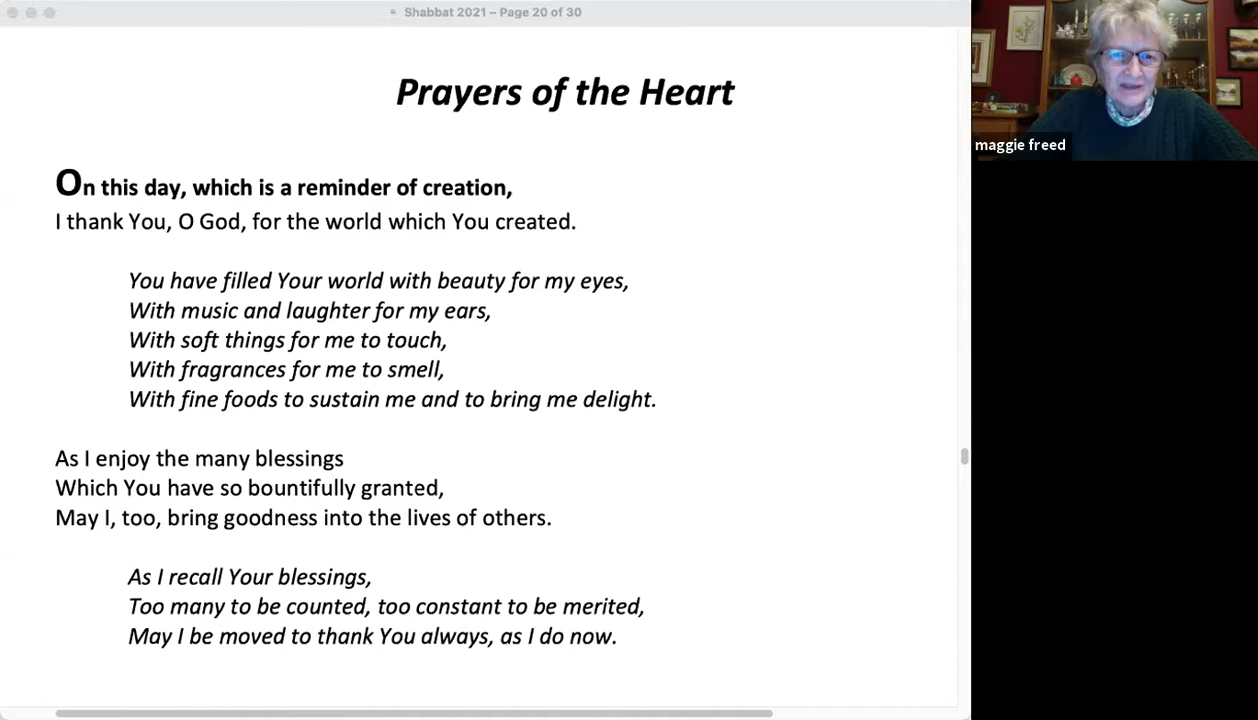 Shabbat 2021 – Page 20 of 30
Prayers of the Heart
maggie freed
On this day, which is a reminder of creation,
I thank You, O God, for the world which You created.
You have filled Your world with beauty for my eyes,
With music and laughter for my ears,
With soft things for me to touch,
With fragrances for me to smell,
With fine foods to sustain me and to bring me delight.
As I enjoy the many blessings
Which You have so bountifully granted,
May I, too, bring goodness into the lives of others.
As I recall Your blessings,
Too many to be counted, too constant to be merited,
May I be moved to thank You always, as I do now.